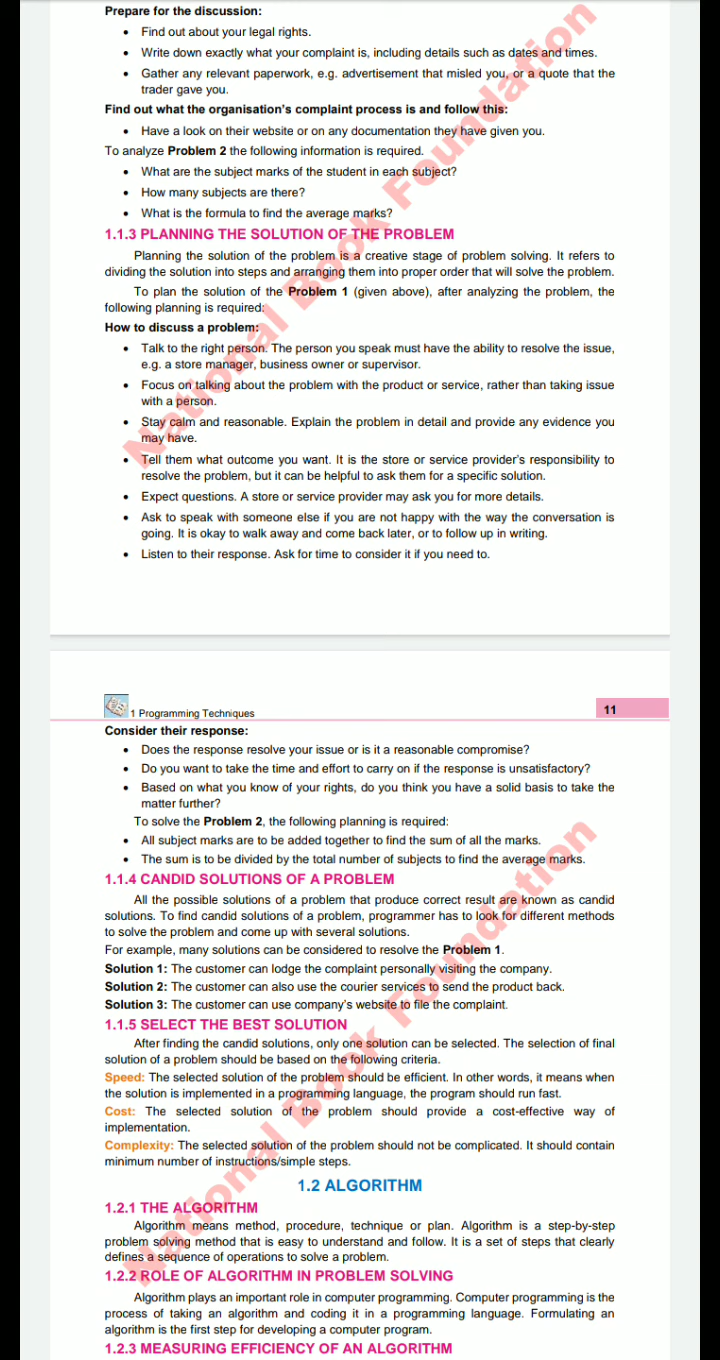 Prepare for the discussion:
• Find out about your legal rights.
• Write down exactly what your complaint is, including details such as dates and times.
• Gather any relevant paperwork, e.g. advertisement that misled you, or a quote that the
trader gave you.
Find out what the organisation's complaint process is and follow this:
• Have a look on their website or on any documentation they have given you.
To analyze Problem 2 the following information is required.
• What are the subject marks of the student in each subject?
• How many subjects are there?
• What is the formula to find the average marks?
1.1.3 PLANNING THE SOLUTION OF THE PROBLEM
Planning the solution of the problem is a creative stage of problem solving. It refers to
dividing the solution into steps and arranging them into proper order that will solve the problem.
To plan the solution of the Problem 1 (given above), after analyzing the problem, the
following planning is required:
How to discuss a problem:
• Talk to the right person. The person you speak must have the ability to resolve the issue,
e.g. a store manager, business owner or supervisor.
• Focus on talking about the problem with the product or service, rather than taking issue
with a person.
• Stay calm and reasonable. Explain the problem in detail and provide any evidence you
may have.
• Tell them what outcome you want. It is the store or service provider's responsibility to
resolve the problem, but it can be helpful to ask them for a specific solution.
• Expect questions. A store or service provider may ask you for more details.
• Ask to speak with someone else if you are not happy with the way the conversation is
going. It is okay to walk away and come back later, or to follow up in writing.
• Listen to their response. Ask for time to consider it if you need to.
National Book Foundation
1 Programming Techniques 11
Consider their response:
• Does the response resolve your issue or is it a reasonable compromise?
• Do you want to take the time and effort to carry on if the response is unsatisfactory?
• Based on what you know of your rights, do you think you have a solid basis to take the
matter further?
To solve the Problem 2, the following planning is required:
• All subject marks are to be added together to find the sum of all the marks.
• The sum is to be divided by the total number of subjects to find the average marks.
1.1.4 CANDID SOLUTIONS OF A PROBLEM
All the possible solutions of a problem that produce correct result are known as candid
solutions. To find candid solutions of a problem, programmer has to look for different methods
to solve the problem and come up with several solutions.
For example, many solutions can be considered to resolve the Problem 1.
Solution 1: The customer can lodge the complaint personally visiting the company.
Solution 2: The customer can also use the courier services to send the product back.
Solution 3: The customer can use company's website to file the complaint.
1.1.5 SELECT THE BEST SOLUTION
After finding the candid solutions, only one solution can be selected. The selection of final
solution of a problem should be based on the following criteria.
Speed: The selected solution of the problem should be efficient. In other words, it means when
the solution is implemented in a programming language, the program should run fast.
Cost: The selected solution of the problem should provide a cost-effective way of
implementation.
Complexity: The selected solution of the problem should not be complicated. It should contain
minimum number of instructions/simple steps.
1.2 ALGORITHM
1.2.1 THE ALGORITHM
Algorithm means method, procedure, technique or plan. Algorithm is a step-by-step
problem solving method that is easy to understand and follow. It is a set of steps that clearly
defines a sequence of operations to solve a problem.
1.2.2 ROLE OF ALGORITHM IN PROBLEM SOLVING
Algorithm plays an important role in computer programming. Computer programming is the
process of taking an algorithm and coding it in a programming language. Formulating an
algorithm is the first step for developing a computer program.
1.2.3 MEASURING EFFICIENCY OF AN ALGORITHM
National Book Foundation